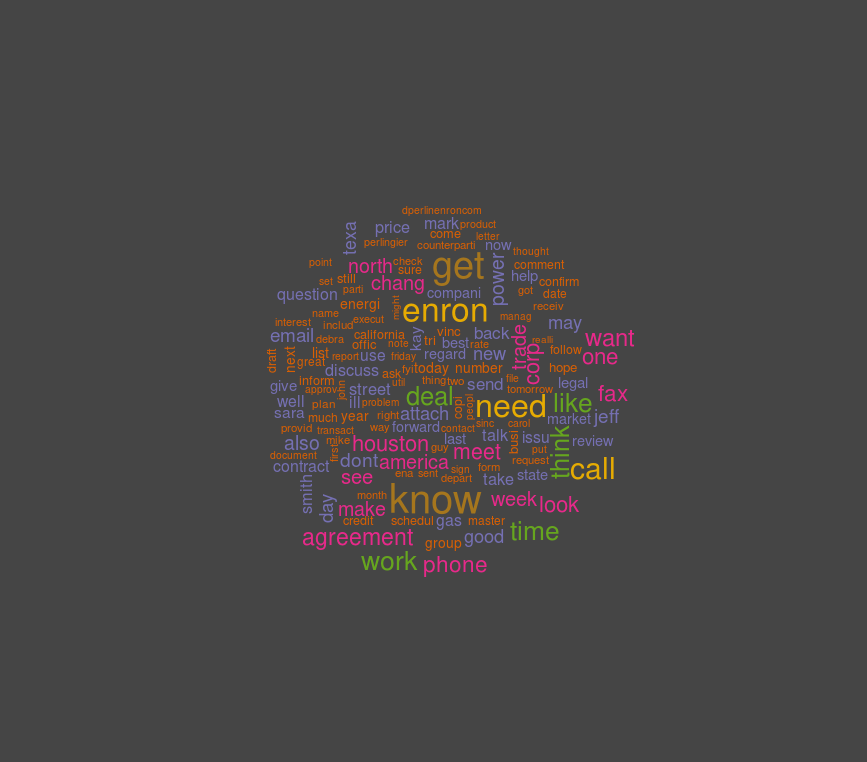 dperlinenroncom
texa
price
mark
product
perlingier
come
letter
counterparti
now
thought
point
north
check
sure
get
power
comment
help
confirm
set
still
chang
question
parti
compani
got
date
energi
might
enron
receiv
name
manag
interest
includ
execut
may
email
debra
california
kay
vinc
back
trade
want
offic
note
trl
best
rate
realli
draft
next
list
report
use
friday
regard
new
corp
follow
one
great
discuss
ask
fyi
today
number
hope
give
inform
thing
two
send
file
legal
approv
john
street
util
tomorrow
fax
well
plan
ill
problem
deal
copi
peopl
need
like
sara
much
year
right
attach
market
jeff
provid
transact
way
forward
contact
sinc
carol
also
mike
houston
guy
last
talk
busi
issu
think
review
document
first
dont
america
meet
put
request
contract
see
ena
sent
sign
form
call
smith
depart
take
state
day
month
know
week
look
make
credit
schedul
gas
master
agreement
group
good
time
work
phone